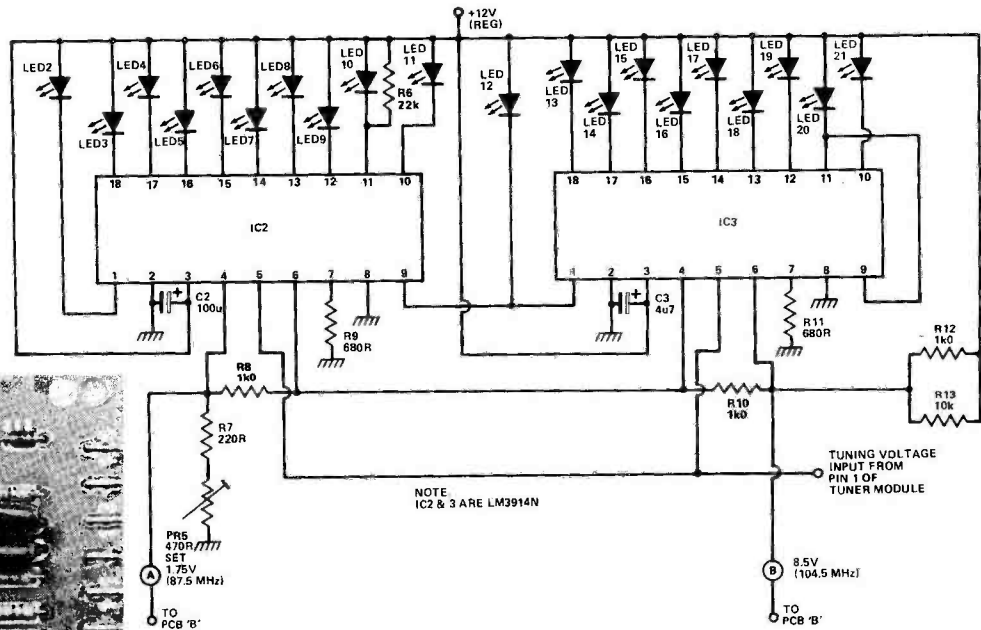 +12V
(REG)
LED2
LED4
LED6
LED8
LED
10
LED
11
R6
22k
LED3
LED5
LED7
LED9
LED
12
LED
13
LED
15
LED
17
LED
19
LED
21
LED
14
LED
16
LED
18
LED
20
18 17 16 15 14 13 12 11 10
18 17 16 15 14 13 12 11 10
IC2
IC3
1 2 3 4 5 6 7 8 9
1 2 3 4 5 6 7 8 9
C2
100u
R9
680R
C3
4u7
R11
680R
R12
1k0
R13
10k
R8
1k0
R10
1k0
R7
220R
TUNING VOLTAGE
INPUT FROM
PIN 1 OF
TUNER MODULE
NOTE
IC2 & 3 ARE LM3914N
PR5
470R
SET
1.75V
(87.5 MHz)
A
TO
PCB 'B'
8.5V
(104.5 MHz)
B
TO
PCB 'B'